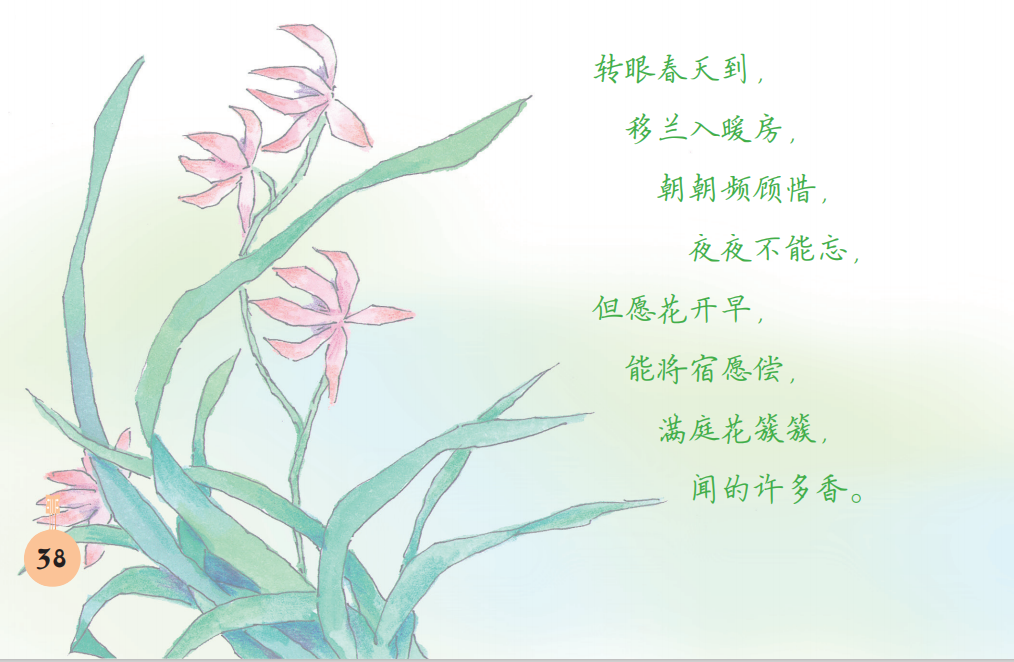 转眼春天到，
移兰入暖房，
朝朝频顾惜，
夜夜不能忘，
但愿花开早，
能将宿愿偿，
满庭花簇簇，
闻的许多香。
38